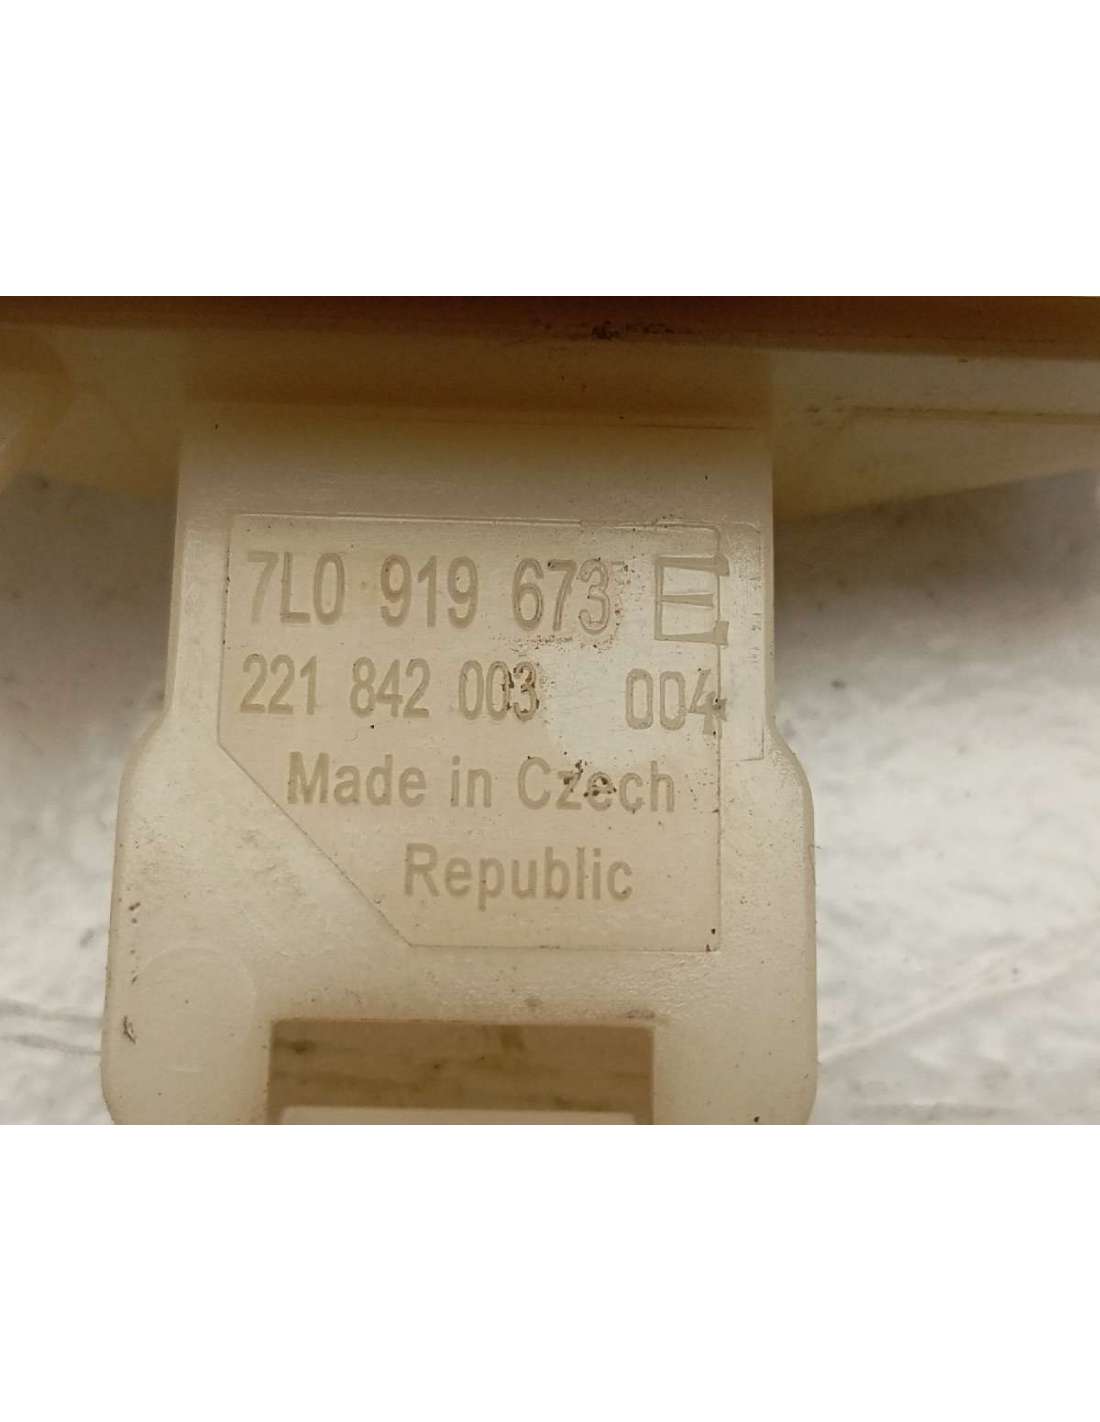 7L0 919 673 E
221 842 003 004
Made in Czech
Republic